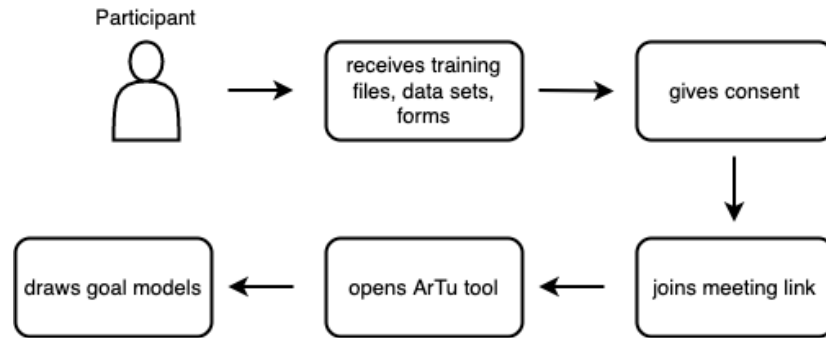 Participant
receives training
files, data sets,
forms
gives consent
joins meeting link
opens ArTu tool
draws goal models